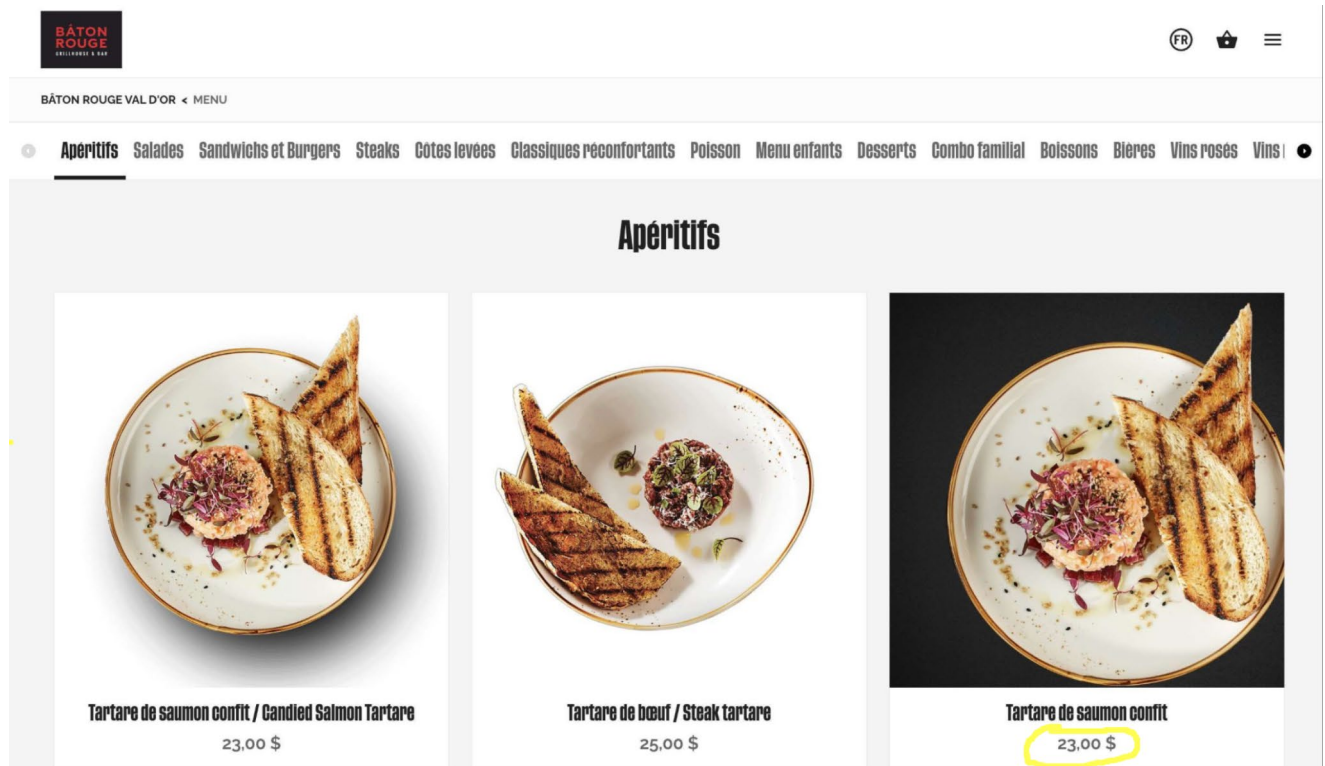 BÂTON
ROUGE
GRILLHOUSE & BAR
FR
BÂTON ROUGE VAL D'OR < MENU
Apéritifs Salades Sandwichs et Burgers Steaks Côtes levées Classiques réconfortants Poisson Menu enfants Desserts Combo familial Boissons Bières Vins rosés Vins
Apéritifs
Tartare de saumon confit / Candied Salmon Tartare
23,00 $
Tartare de bœuf / Steak tartare
25,00 $
Tartare de saumon confit
23,00 $